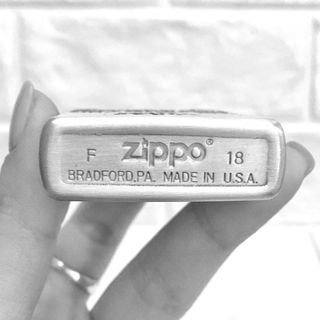 F zippo® 18
BRADFORD,PA. MADE IN U.S.A.